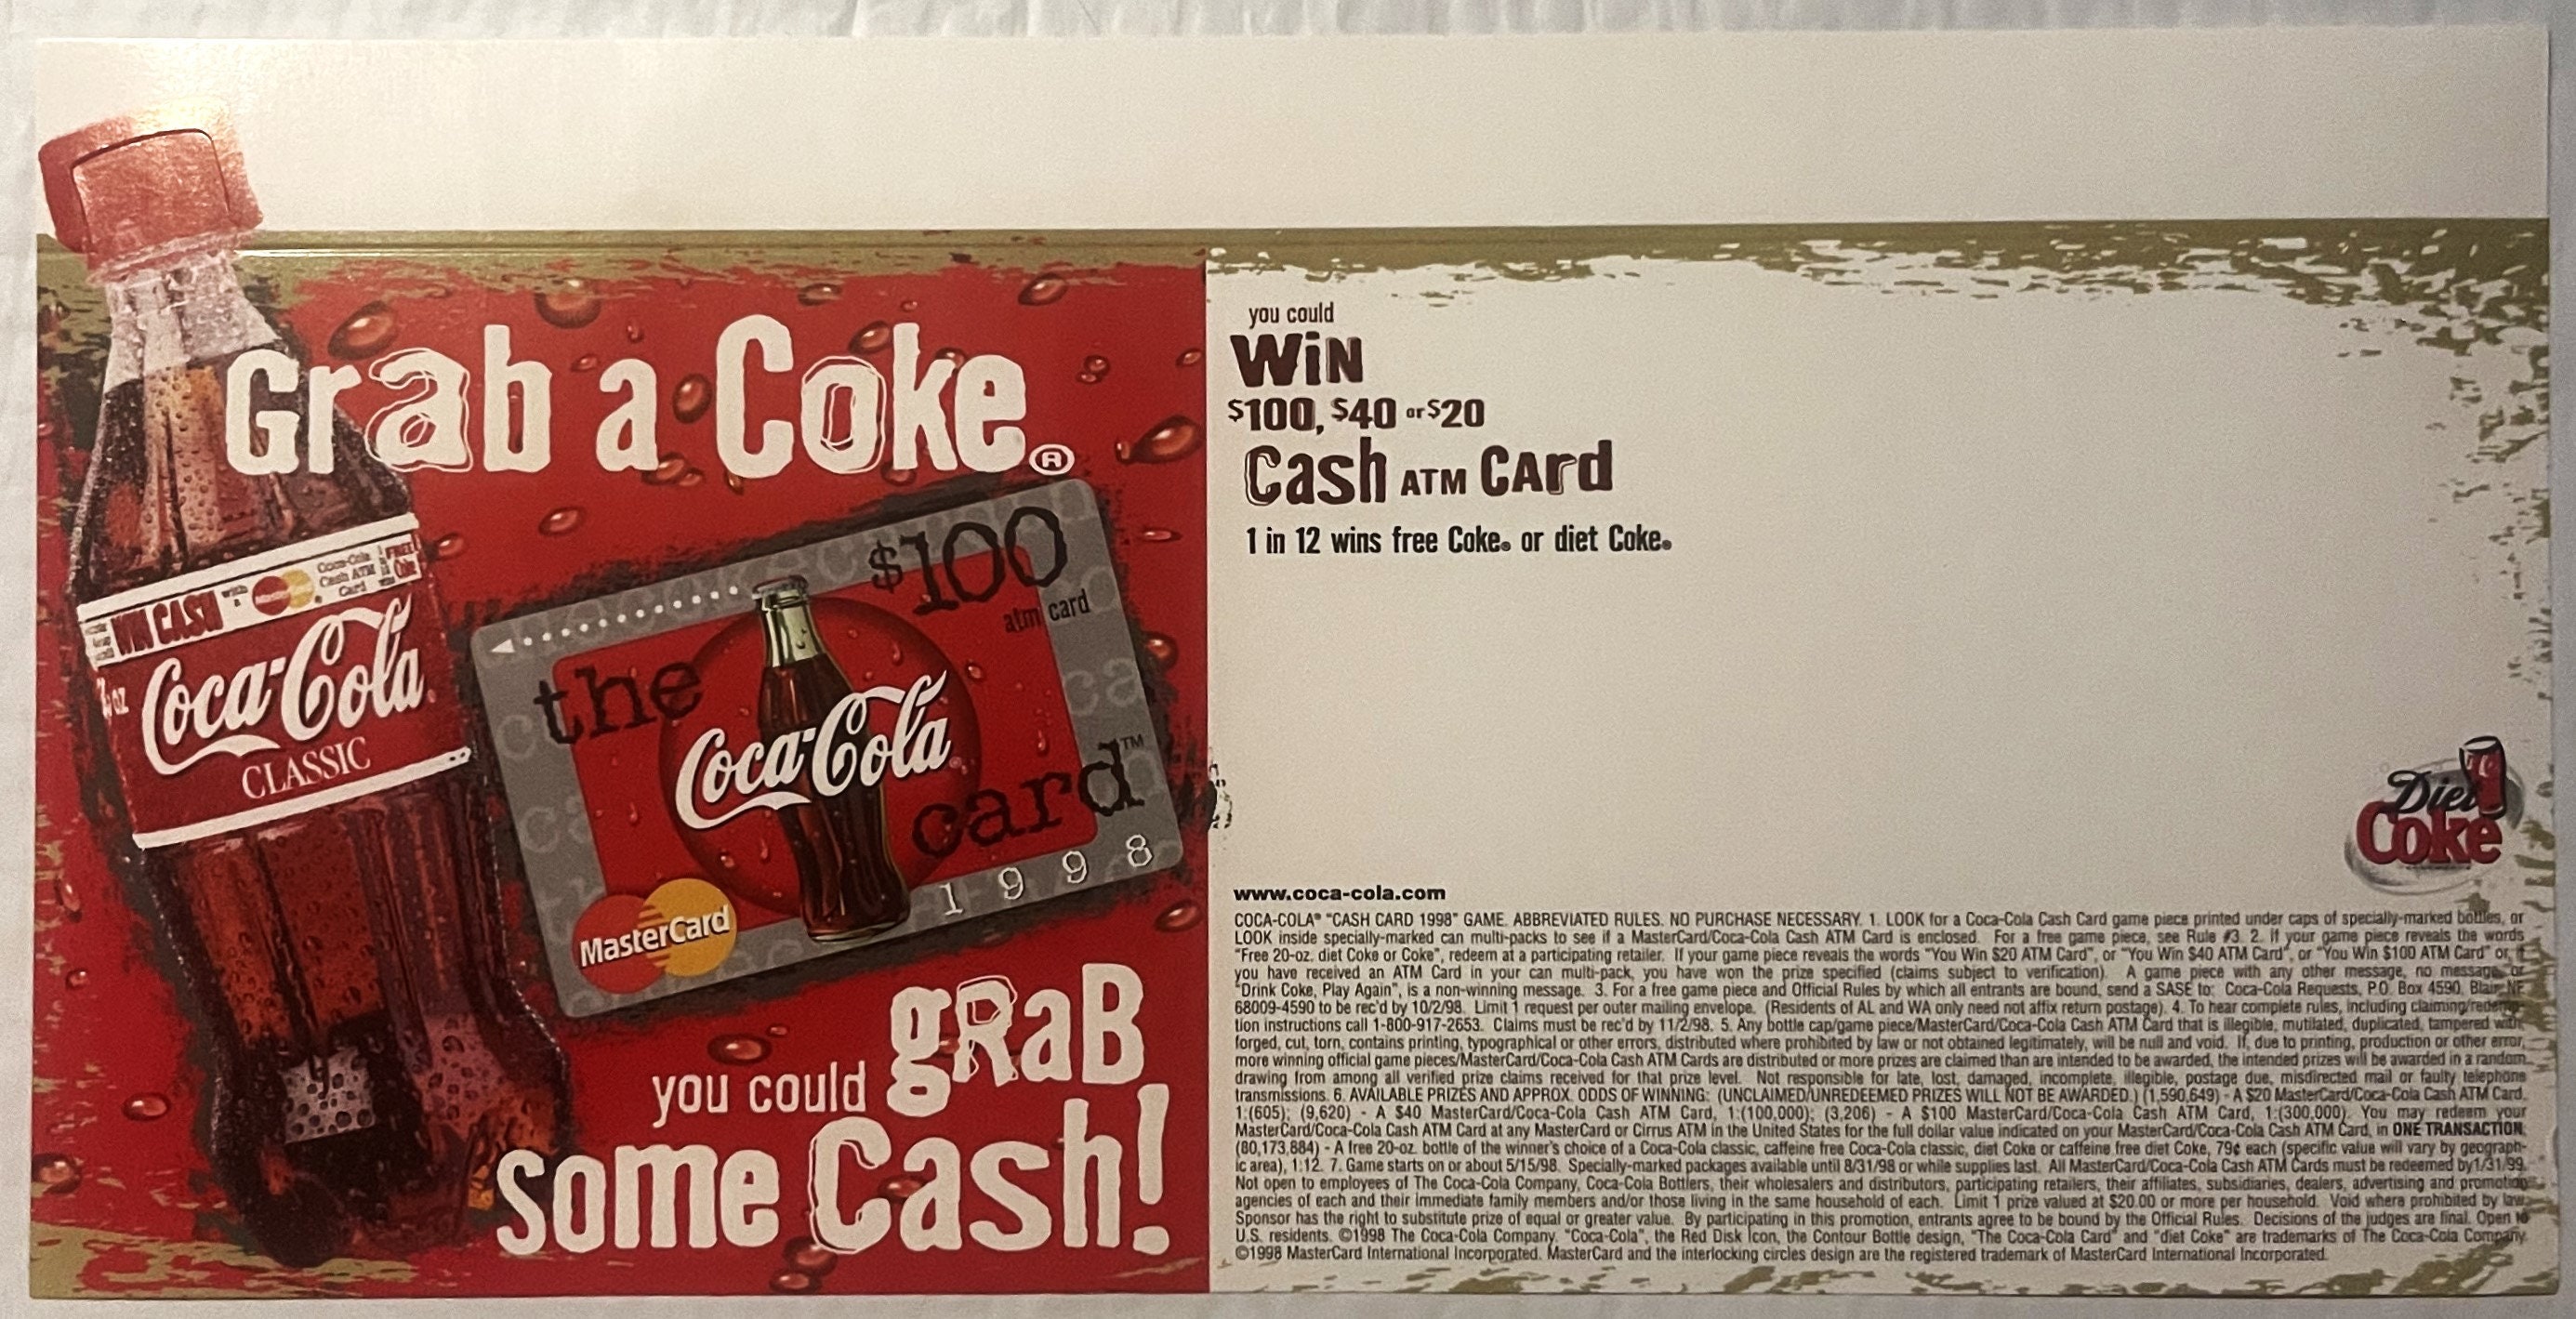 Grab a Coke®
WIN CASH with a MasterCard® Coca-Cola Cash ATM Card
FREE Coke
Coca-Cola
CLASSIC
$100
atm card
the
Coca-Cola
card™
1998
MasterCard
you could graB
some Cash!
you could
WiN
$100, $40 or $20
Cash ATM CArd
1 in 12 wins free Coke® or diet Coke®
Diet
Coke
www.coca-cola.com
COCA-COLA® "CASH CARD 1998" GAME. ABBREVIATED RULES. NO PURCHASE NECESSARY. 1. LOOK for a Coca-Cola Cash Card game piece printed under caps of specially-marked bottles, or
LOOK inside specially-marked can multi-packs to see if a MasterCard/Coca-Cola Cash ATM Card is enclosed. For a free game piece, see Rule #3. 2. If your game piece reveals the words
"Free 20-oz. diet Coke or Coke", redeem at a participating retailer. If your game piece reveals the words "You Win $20 ATM Card", or "You Win $40 ATM Card", or "You Win $100 ATM Card" or, if
you have received an ATM Card in your can multi-pack, you have won the prize specified (claims subject to verification). A game piece with any other message, no message, or
"Drink Coke, Play Again", is a non-winning message. 3. For a free game piece and Official Rules by which all entrants are bound, send a SASE to: Coca-Cola Requests, P.O. Box 4590, Blair, NE
68009-4590 to be rec'd by 10/2/98. Limit 1 request per outer mailing envelope. (Residents of AL and WA only need not affix return postage). 4. To hear complete rules, including claiming/redemp-
tion instructions call 1-800-917-2653. Claims must be rec'd by 11/2/98. 5. Any bottle cap/game piece/MasterCard/Coca-Cola Cash ATM Card that is illegible, mutilated, duplicated, tampered with,
forged, cut, torn, contains printing, typographical or other errors, distributed where prohibited by law or not obtained legitimately, will be null and void. If, due to printing, production or other error,
more winning official game pieces/MasterCard/Coca-Cola Cash ATM Cards are distributed or more prizes are claimed than are intended to be awarded, the intended prizes will be awarded in a random
drawing from among all verified prize claims received for that prize level. Not responsible for late, lost, damaged, incomplete, illegible, postage due, misdirected mail or faulty telephone
transmissions. 6. AVAILABLE PRIZES AND APPROX. ODDS OF WINNING: (UNCLAIMED/UNREDEEMED PRIZES WILL NOT BE AWARDED.) (1,590,649) - A $20 MasterCard/Coca-Cola Cash ATM Card,
1:(605); (9,620) - A $40 MasterCard/Coca-Cola Cash ATM Card, 1:(100,000); (3,206) - A $100 MasterCard/Coca-Cola Cash ATM Card, 1:(300,000). You may redeem your
MasterCard/Coca-Cola Cash ATM Card at any MasterCard or Cirrus ATM in the United States for the full dollar value indicated on your MasterCard/Coca-Cola Cash ATM Card, in ONE TRANSACTION.
(80,173,884) - A free 20-oz. bottle of the winner's choice of a Coca-Cola classic, caffeine free Coca-Cola classic, diet Coke or caffeine free diet Coke, 79¢ each (specific value will vary by geograph-
ic area), 1:12. 7. Game starts on or about 5/15/98. Specially-marked packages available until 8/31/98 or while supplies last. All MasterCard/Coca-Cola Cash ATM Cards must be redeemed by 1/31/99.
Not open to employees of The Coca-Cola Company, Coca-Cola Bottlers, their wholesalers and distributors, participating retailers, their affiliates, subsidiaries, dealers, advertising and promotion
agencies of each and their immediate family members and/or those living in the same household of each. Limit 1 prize valued at $20.00 or more per household. Void where prohibited by law.
Sponsor has the right to substitute prize of equal or greater value. By participating in this promotion, entrants agree to be bound by the Official Rules. Decisions of the judges are final. Open to
U.S. residents. ©1998 The Coca-Cola Company. "Coca-Cola", the Red Disk Icon, the Contour Bottle design, "The Coca-Cola Card" and "diet Coke" are trademarks of The Coca-Cola Company.
©1998 MasterCard International Incorporated. MasterCard and the interlocking circles design are the registered trademark of MasterCard International Incorporated.